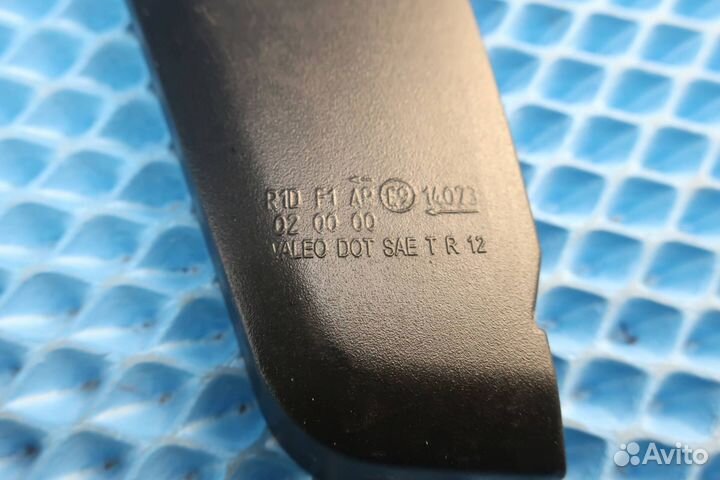 R1D F1 AP E9 14073
02 00 00
VALEO DOT SAE T R 12
Avito